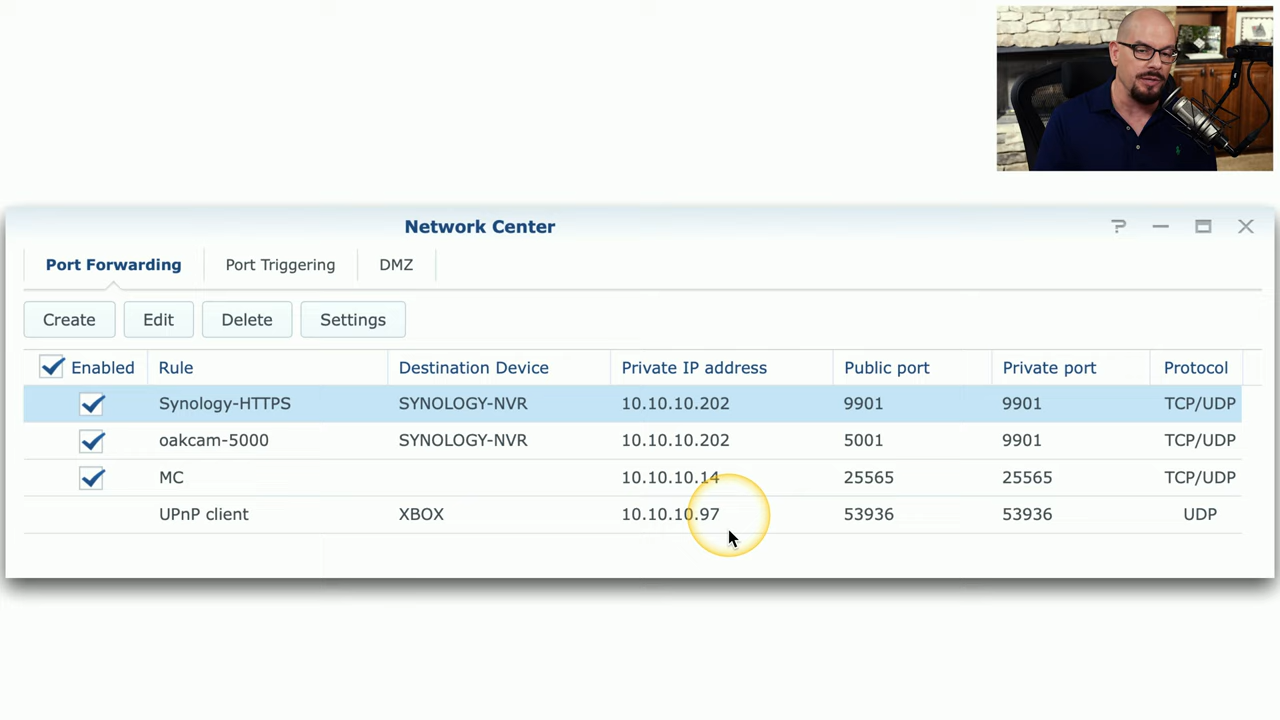 Network Center
Port Forwarding Port Triggering DMZ
Create Edit Delete Settings
Enabled Rule Destination Device Private IP address Public port Private port Protocol
Synology-HTTPS SYNOLOGY-NVR 10.10.10.202 9901 9901 TCP/UDP
oakcam-5000 SYNOLOGY-NVR 10.10.10.202 5001 9901 TCP/UDP
MC 10.10.10.14 25565 25565 TCP/UDP
UPnP client XBOX 10.10.10.97 53936 53936 UDP